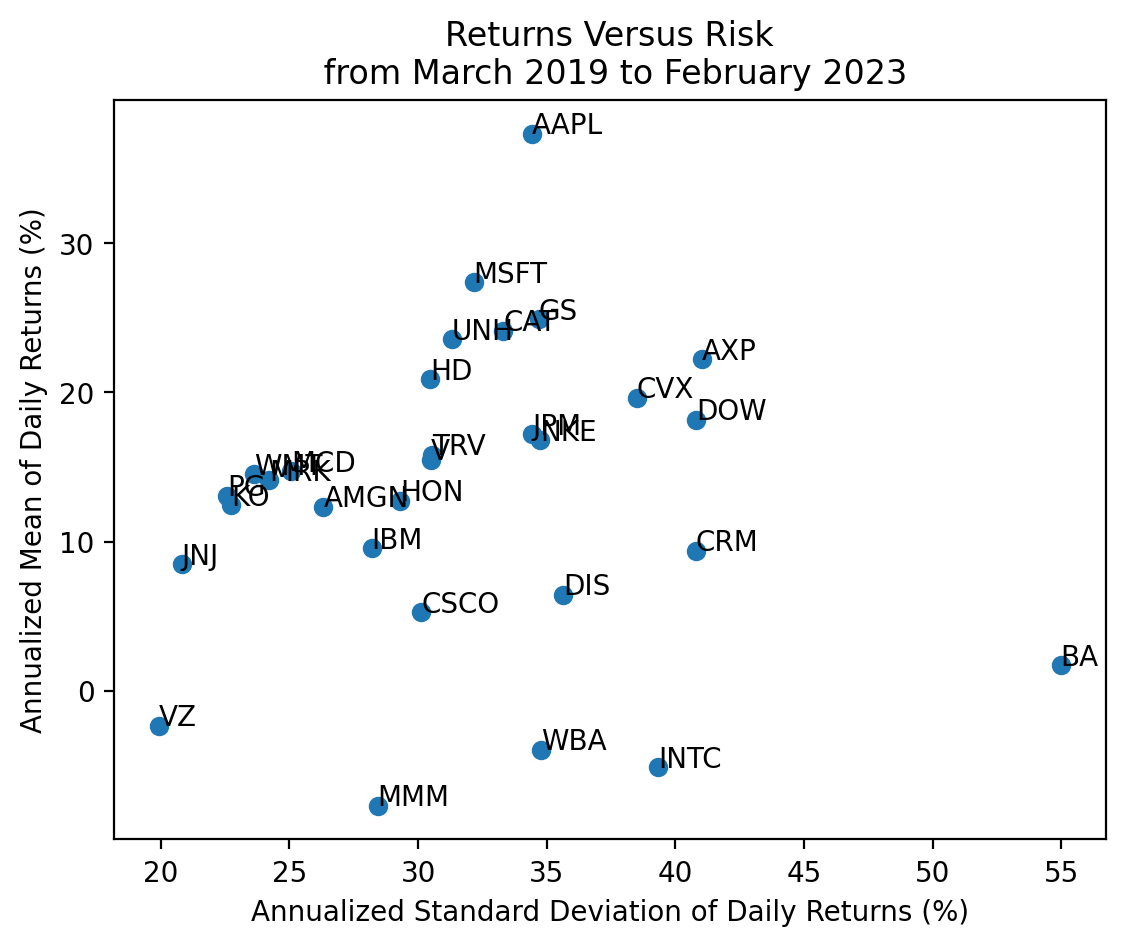 Returns Versus Risk
from March 2019 to February 2023
AAPL
30
MSFT
GS
CAT
UNH
AXP
HD
CVX
20
DOW
JPM
NKE
TRV
V
MCD
WMT
MRK
PG
KO
HON
AMGN
10
IBM
CRM
JNJ
DIS
CSCO
BA
0
VZ
WBA
INTC
MMM
Annualized Mean of Daily Returns (%)
20 25 30 35 40 45 50 55
Annualized Standard Deviation of Daily Returns (%)